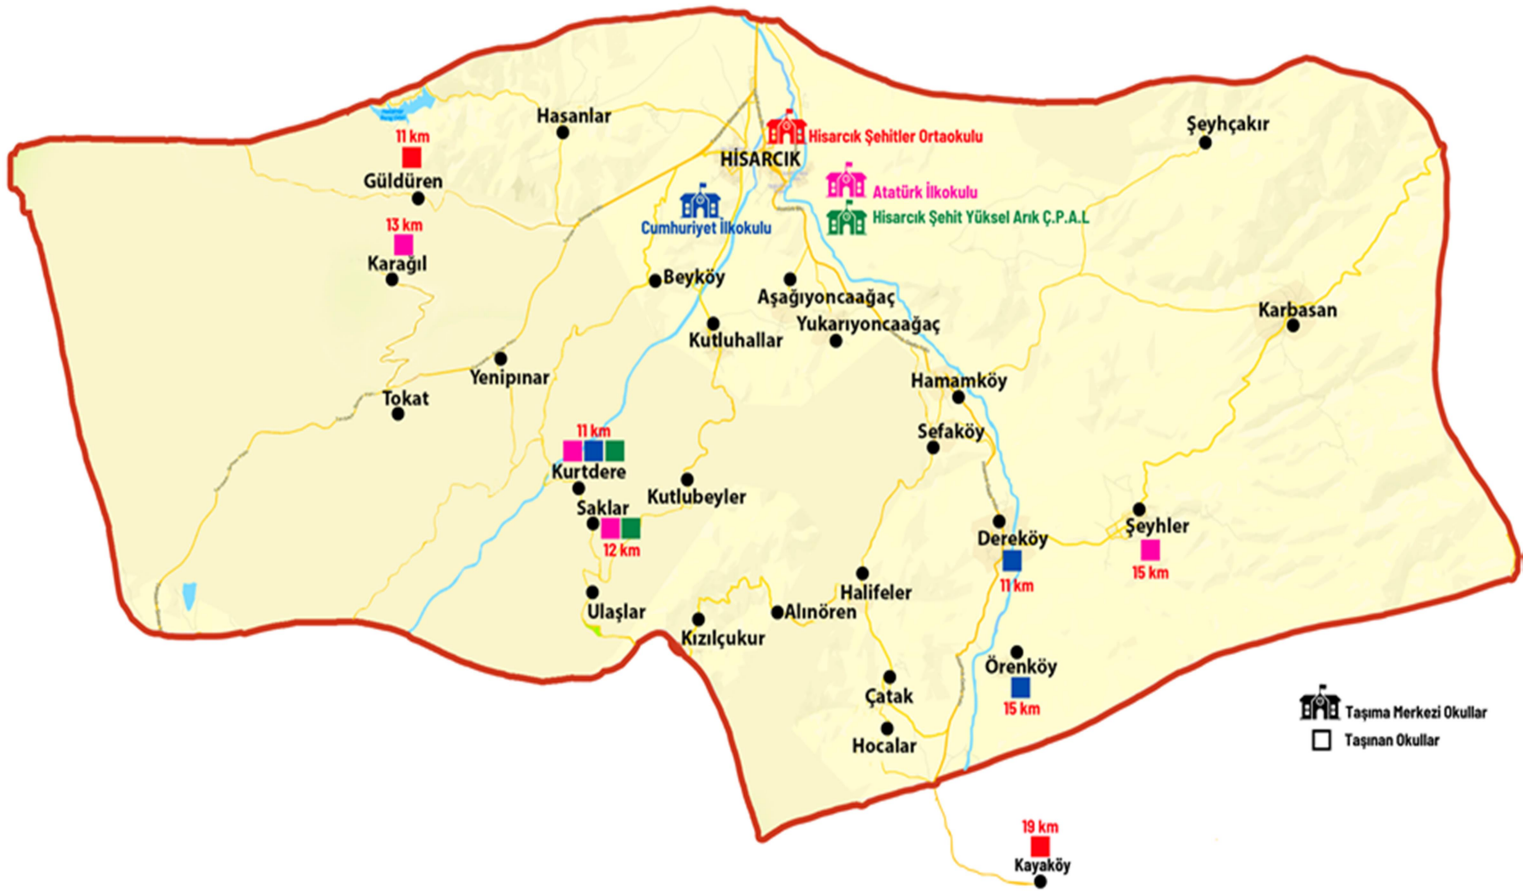 Hasanlar
Şeyhçakır
11 km
Güldüren
Hisarcık Şehitler Ortaokulu
HİSARCIK
Atatürk İlkokulu
Hisarcık Şehit Yüksel Arık Ç.P.A.L
Cumhuriyet İlkokulu
13 km
Karağıl
Beyköy
Aşağıyoncaağaç
Karbasan
Kutluhallar
Yukarıyoncaağaç
Yenipınar
Hamamköy
Tokat
Sefaköy
11 km
Kurtdere
Kutlubeyler
Saklar
12 km
Şeyhler
15 km
Dereköy
11 km
Halifeler
Ulaşlar
Alınören
Kızılçukur
Örenköy
15 km
Çatak
Hocalar
Taşıma Merkezi Okullar
Taşınan Okullar
19 km
Kayaköy